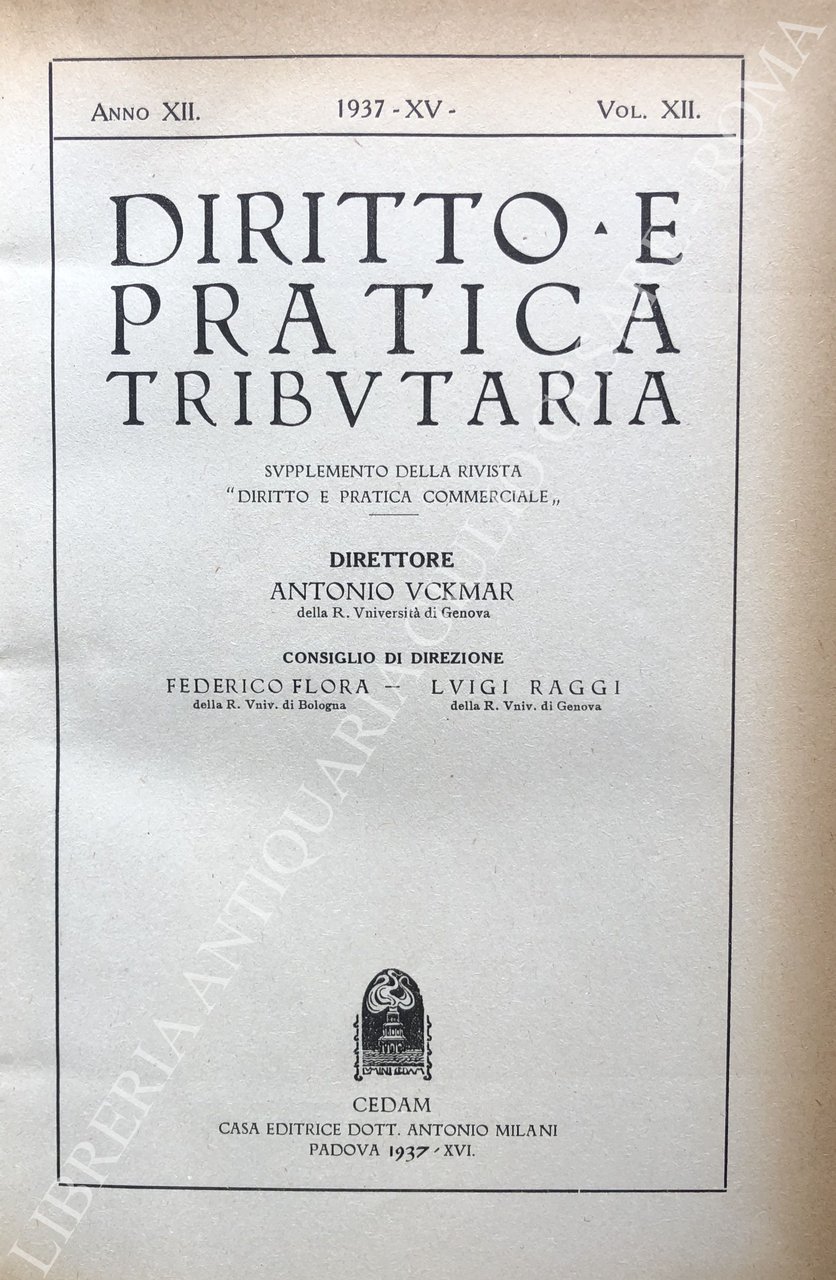 ANNO XII. 1937 - XV - VOL. XII.
DIRITTO · E
PRATICA
TRIBVTARIA
SVPPLEMENTO DELLA RIVISTA
“DIRITTO E PRATICA COMMERCIALE„
DIRETTORE
ANTONIO VCKMAR
della R. Vniversità di Genova
CONSIGLIO DI DIREZIONE
FEDERICO FLORA — LVIGI RAGGI
della R. Vniv. di Bologna della R. Vniv. di Genova
CEDAM
CASA EDITRICE DOTT. ANTONIO MILANI
PADOVA 1937 - XVI.
LIBRERIA ANTIQUARIA GIULIO CESARE - ROMA